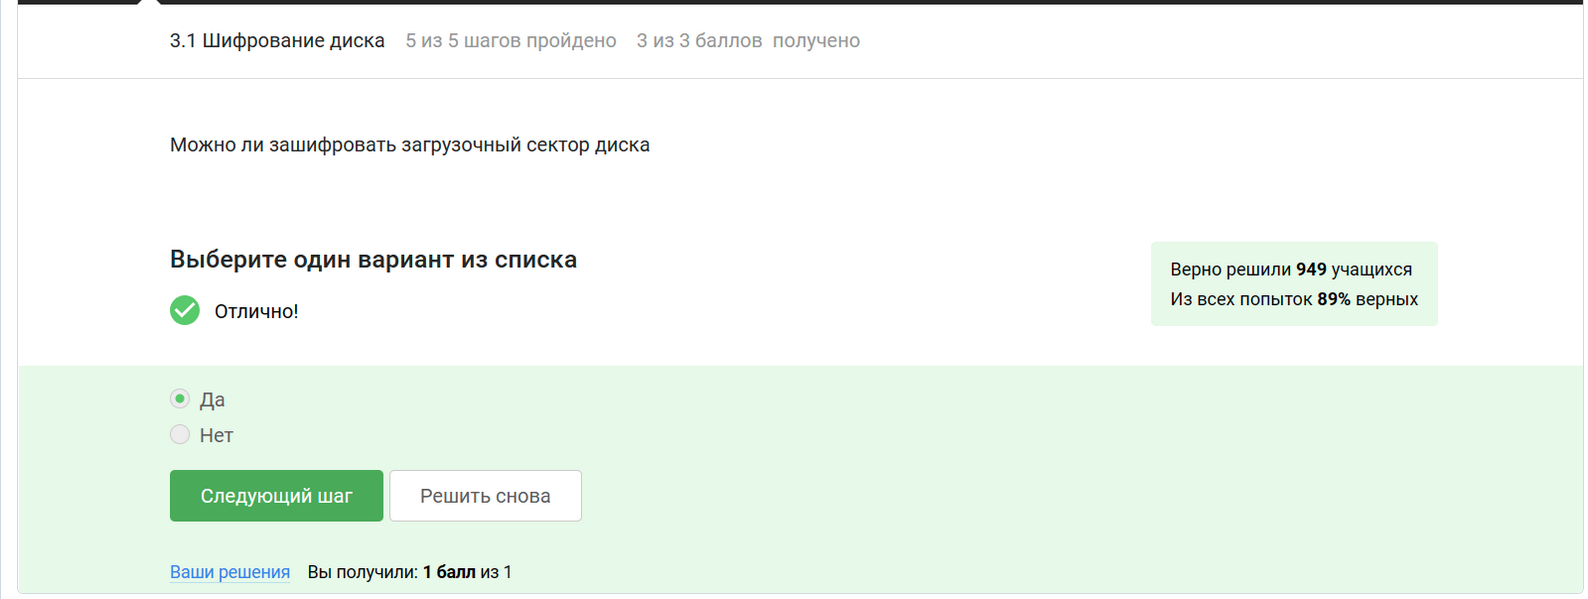 3.1 Шифрование диска 5 из 5 шагов пройдено 3 из 3 баллов получено
Можно ли зашифровать загрузочный сектор диска
Выберите один вариант из списка
Отлично!
Верно решили 949 учащихся
Из всех попыток 89% верных
Да
Нет
Следующий шаг Решить снова
Ваши решения Вы получили: 1 балл из 1